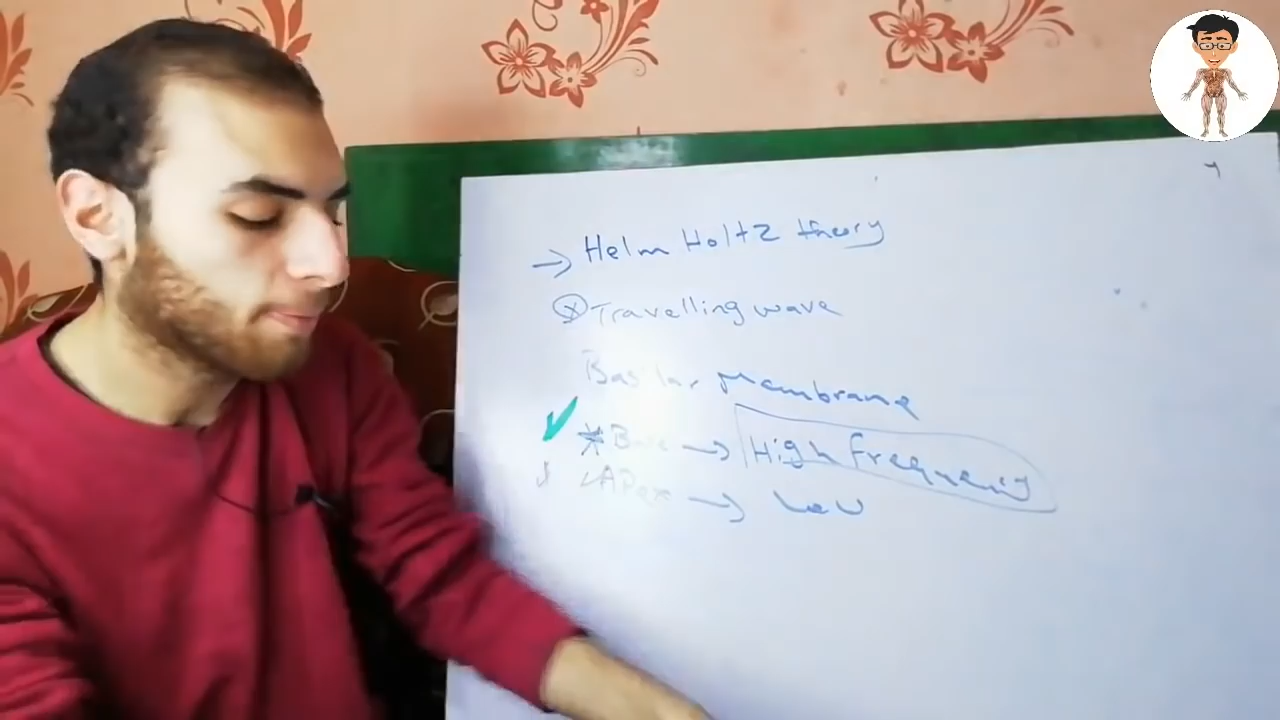 → Helm Holtz theory
ⓧ Travelling wave
Basilar Membrane
* Base → High Frequency
Apex → Low